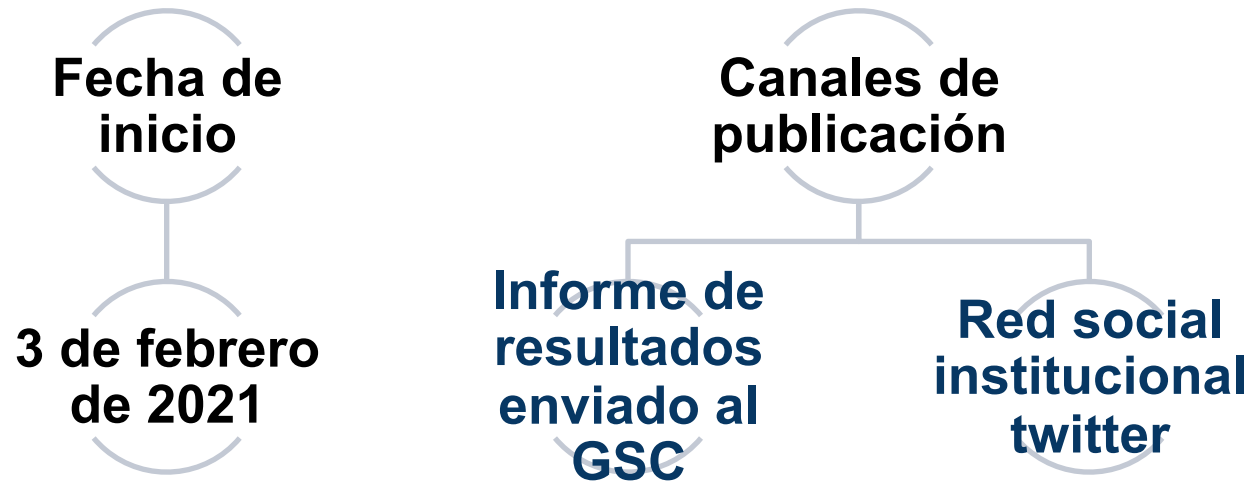 Fecha de
inicio
3 de febrero
de 2021
Canales de
publicación
Informe de
resultados
enviado al
GSC
Red social
institucional
twitter